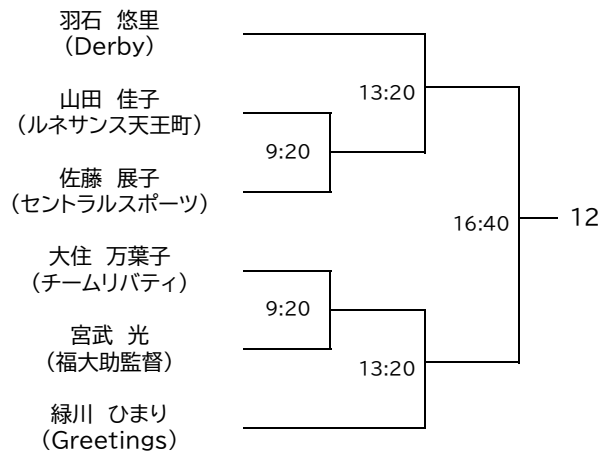 羽石 悠里
（Derby）
13:20
山田 佳子
（ルネサンス天王町）
9:20
佐藤 展子
（セントラルスポーツ）
16:40
12
大住 万葉子
（チームリバティ）
9:20
宮武 光
（福大助監督）
13:20
緑川 ひまり
（Greetings）